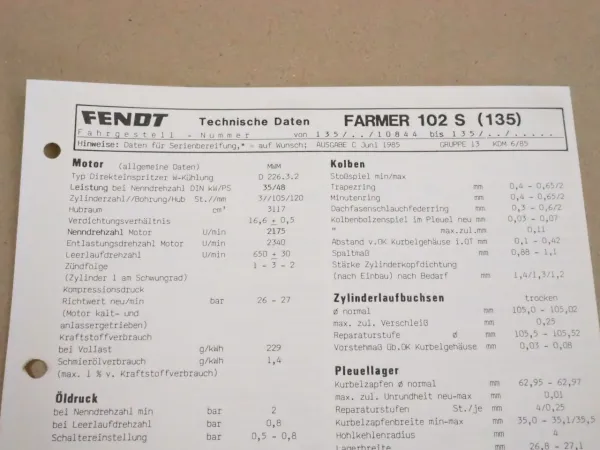 FENDT Technische Daten FARMER 102 S (135)
Fahrgestell - Nummer von 135/../10844 bis 135/../.....
Hinweise: Daten für Serienbereifung,* - auf Wunsch; AUSGABE C Juni 1985 GRUPPE 13 KDM 6/85
Motor (allgemeine Daten) MWM
Typ Direkteinspritzer W-Kühlung D 226.3.2
Leistung bei Nenndrehzahl DIN kW/PS 35/48
Zylinderzahl/Bohrung/Hub St./mm 3/105/120
Hubraum cm³ 3117
Verdichtungsverhältnis 16,6 ± 0,5
Nenndrehzahl Motor U/min 2175
Entlastungsdrehzahl Motor U/min 2340
Leerlaufdrehzahl U/min 650 ± 30
Zündfolge 1 - 3 - 2
(Zylinder 1 am Schwungrad)
Kompressionsdruck
Richtwert neu/min bar 26 - 27
(Motor kalt- und
anlassergetrieben)
Kraftstoffverbrauch
bei Vollast g/kWh 229
Schmierölverbrauch g/kWh 1,4
(max. 1 % v. Kraftstoffverbrauch)
Öldruck
bei Nenndrehzahl min bar 2
bei Leerlaufdrehzahl bar 0,8
Schaltereinstellung bar 0,5 - 0,8
Kolben
Stoßspiel min/max
Trapezring mm 0,4 - 0,65/2
Minutenring mm 0,4 - 0,65/2
Dachfasenschlauchfederring mm 0,3 - 0,6/2
Kolbenbolzenspiel im Pleuel neu mm 0,03 - 0,07
" max.zul.mm 0,11
Abstand v.OK Kurbelgehäuse i.OT mm 0,1 - 0,42
Spaltmaß mm 0,88 - 1,1
Stärke Zylinderkopfdichtung
(nach Einbau) nach Bedarf mm 1,4/1,3/1,2
Zylinderlaufbuchsen trocken
Ø normal mm 105,0 - 105,02
max. zul. Verschleiß mm 0,25
Reparaturstufe Ø mm 105,5 - 105,52
Vorstehmaß üb.OK Kurbelgehäuse mm 0,03 - 0,08
Pleuellager
Kurbelzapfen Ø normal mm 62,95 - 62,97
max. zul. Unrundheit neu-max mm 0,01
Reparaturstufen St./je mm 4/0,25
Kurbelzapfenbreite min-max mm 35,0 - 35,1/35,5
Hohlkehlenradius mm 4
Lagerbreite mm 26,8 - 27,1